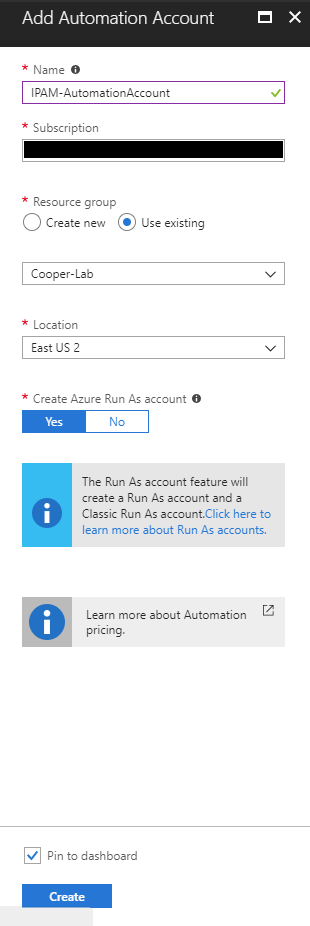 Add Automation Account
* Name
IPAM-AutomationAccount
* Subscription
* Resource group
Create new Use existing
Cooper-Lab
* Location
East US 2
* Create Azure Run As account
Yes No
The Run As account feature will
create a Run As account and a
Classic Run As account.Click here to
learn more about Run As accounts.
Learn more about Automation
pricing.
Pin to dashboard
Create